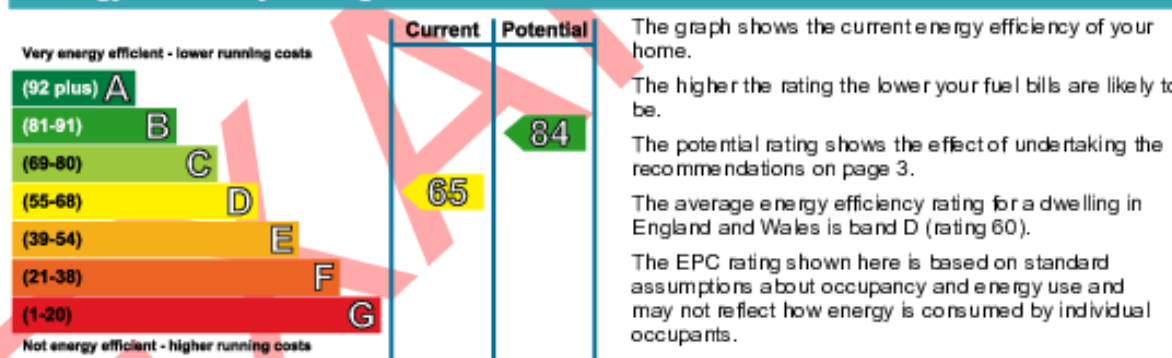 Current Potential
Very energy efficient - lower running costs
(92 plus) A
(81-91) B
84
(69-80) C
(55-68) D
65
(39-54) E
(21-38) F
(1-20) G
Not energy efficient - higher running costs
The graph shows the current energy efficiency of your
home.
The higher the rating the lower your fuel bills are likely to
be.
The potential rating shows the effect of undertaking the
recommendations on page 3.
The average energy efficiency rating for a dwelling in
England and Wales is band D (rating 60).
The EPC rating shown here is based on standard
assumptions about occupancy and energy use and
may not reflect how energy is consumed by individual
occupants.